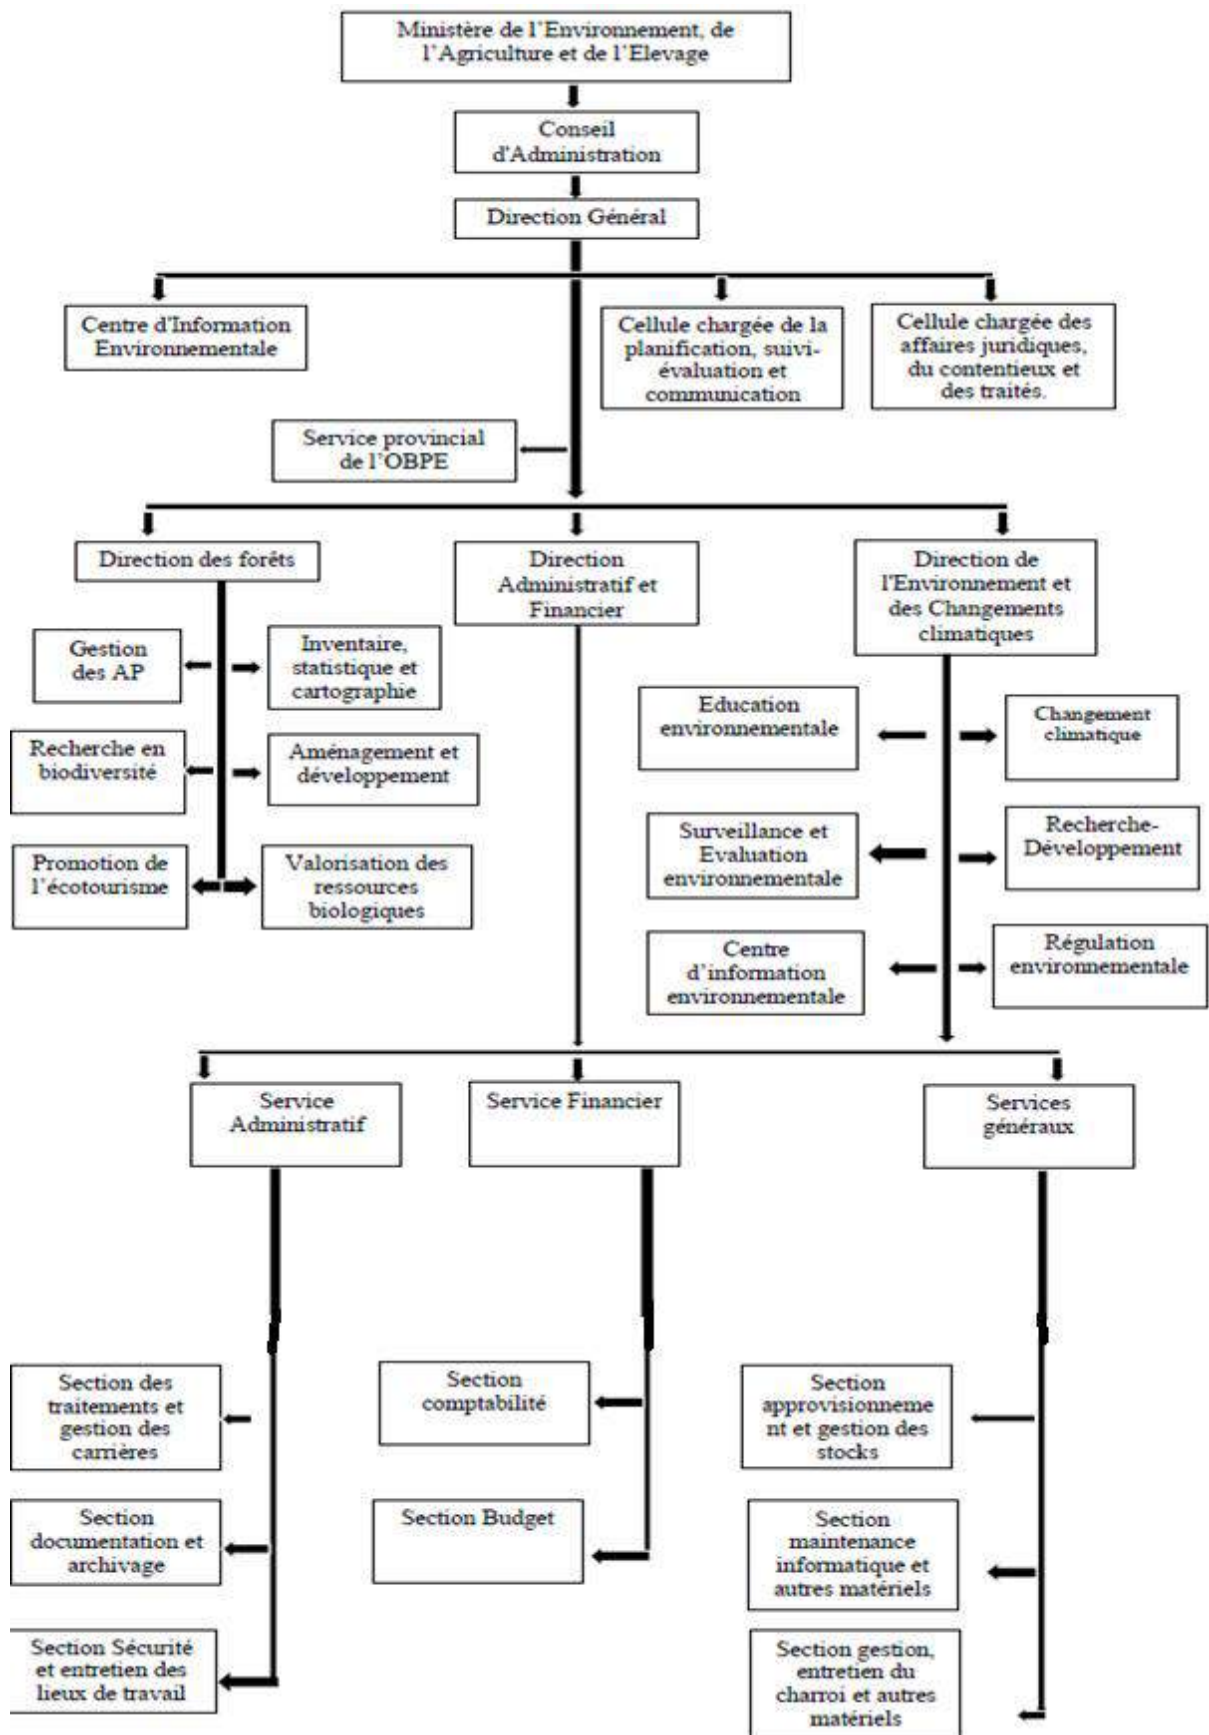 Ministère de l'Environnement, de
l'Agriculture et de l'Elevage
Conseil
d'Administration
Direction Général
Centre d'Information
Environnementale
Cellule chargée de la
planification, suivi-
évaluation et
communication
Cellule chargée des
affaires juridiques,
du contentieux et
des traités.
Service provincial
de l'OBPE
Direction des forêts
Direction
Administratif et
Financier
Direction de
l'Environnement et
des Changements
climatiques
Gestion
des AP
Inventaire,
statistique et
cartographie
Recherche en
biodiversité
Aménagement et
développement
Promotion de
l'écotourisme
Valorisation des
ressources
biologiques
Education
environnementale
Changement
climatique
Surveillance et
Evaluation
environnementale
Recherche-
Développement
Centre
d'information
environnementale
Régulation
environnementale
Service
Administratif
Service Financier
Services
généraux
Section des
traitements et
gestion des
carrières
Section
comptabilité
Section
approvisionneme
nt et gestion des
stocks
Section
documentation et
archivage
Section Budget
Section
maintenance
informatique et
autres matériels
Section Sécurité
et entretien des
lieux de travail
Section gestion,
entretien du
charroi et autres
matériels